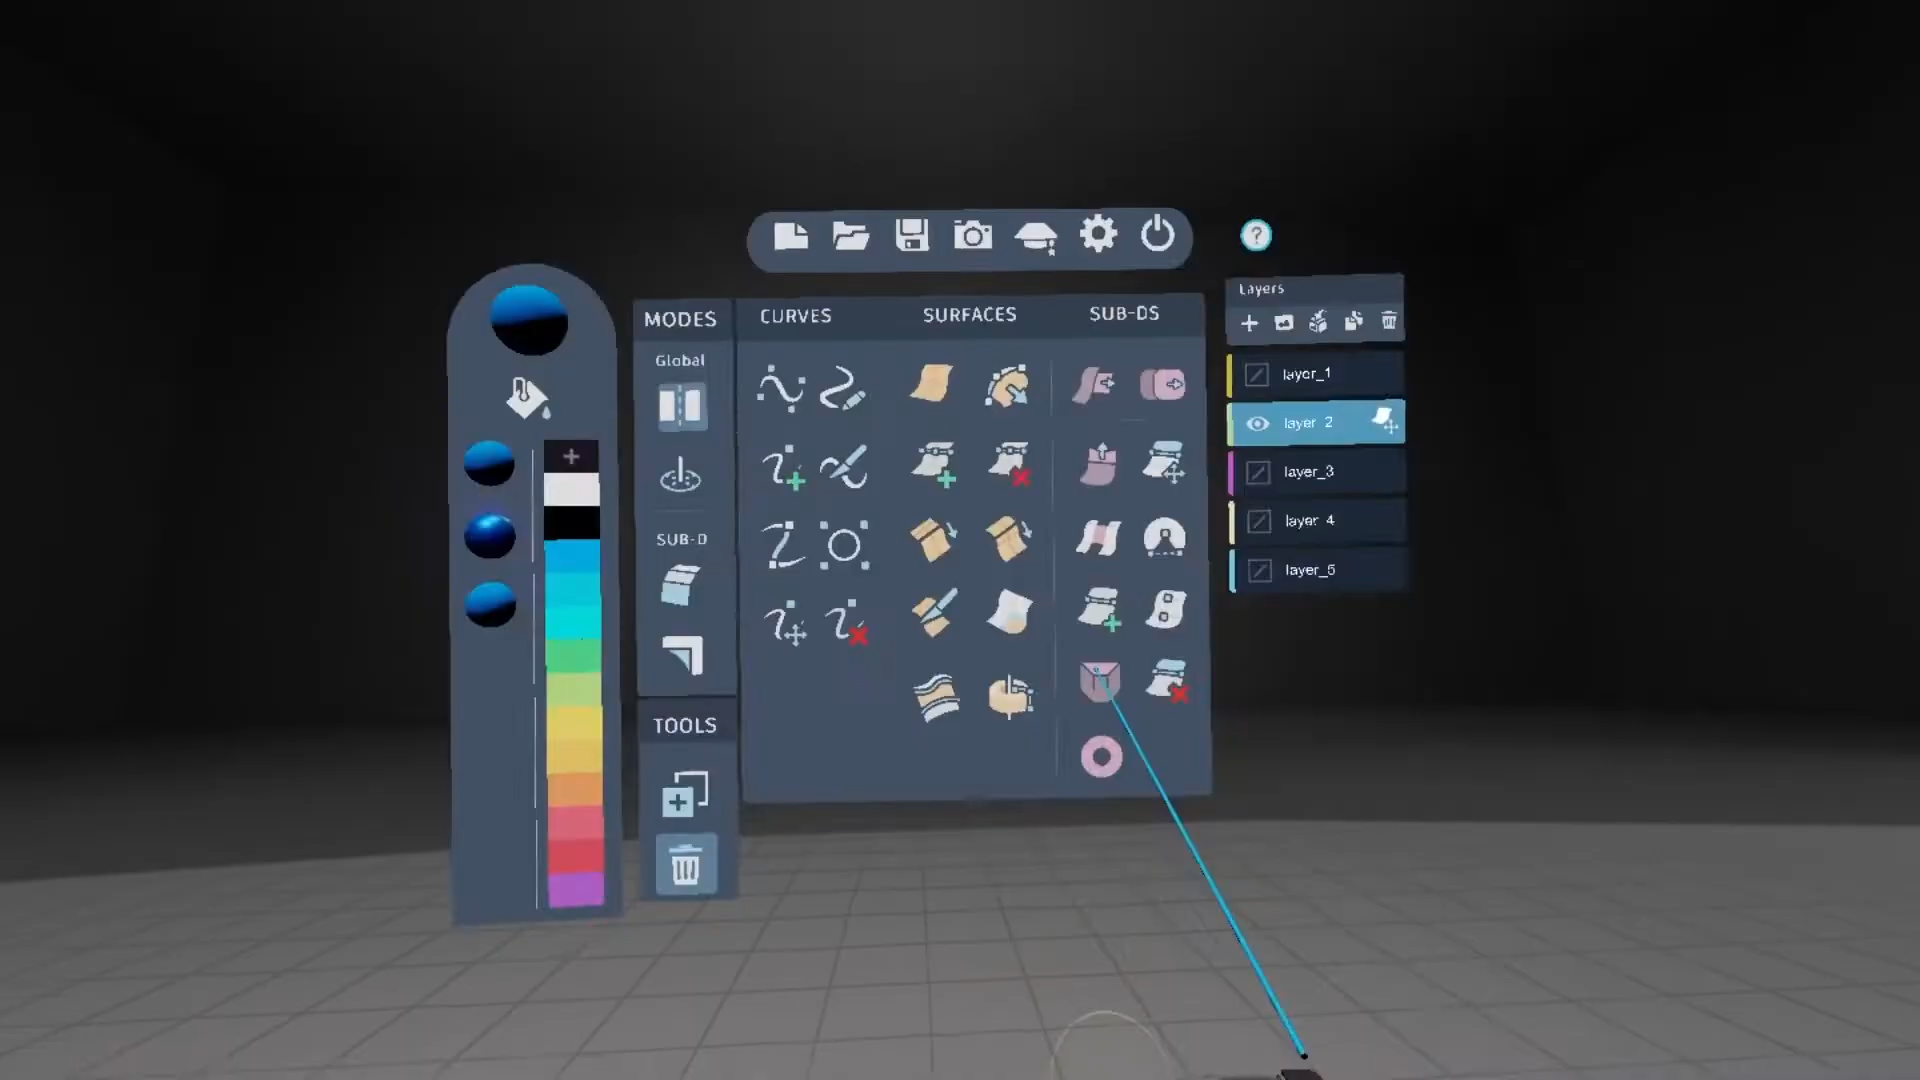 ?
Layers
MODES
CURVES
SURFACES
SUB-DS
Global
layer_1
layer_2
layer_3
SUB-D
layer_4
layer_5
TOOLS